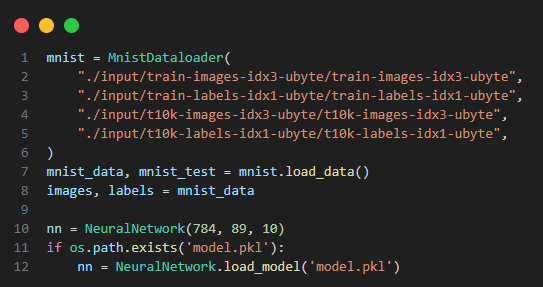 1 mnist = MnistDataloader(
2     "./input/train-images-idx3-ubyte/train-images-idx3-ubyte",
3     "./input/train-labels-idx1-ubyte/train-labels-idx1-ubyte",
4     "./input/t10k-images-idx3-ubyte/t10k-images-idx3-ubyte",
5     "./input/t10k-labels-idx1-ubyte/t10k-labels-idx1-ubyte",
6 )
7 mnist_data, mnist_test = mnist.load_data()
8 images, labels = mnist_data
9
10 nn = NeuralNetwork(784, 89, 10)
11 if os.path.exists('model.pkl'):
12     nn = NeuralNetwork.load_model('model.pkl')